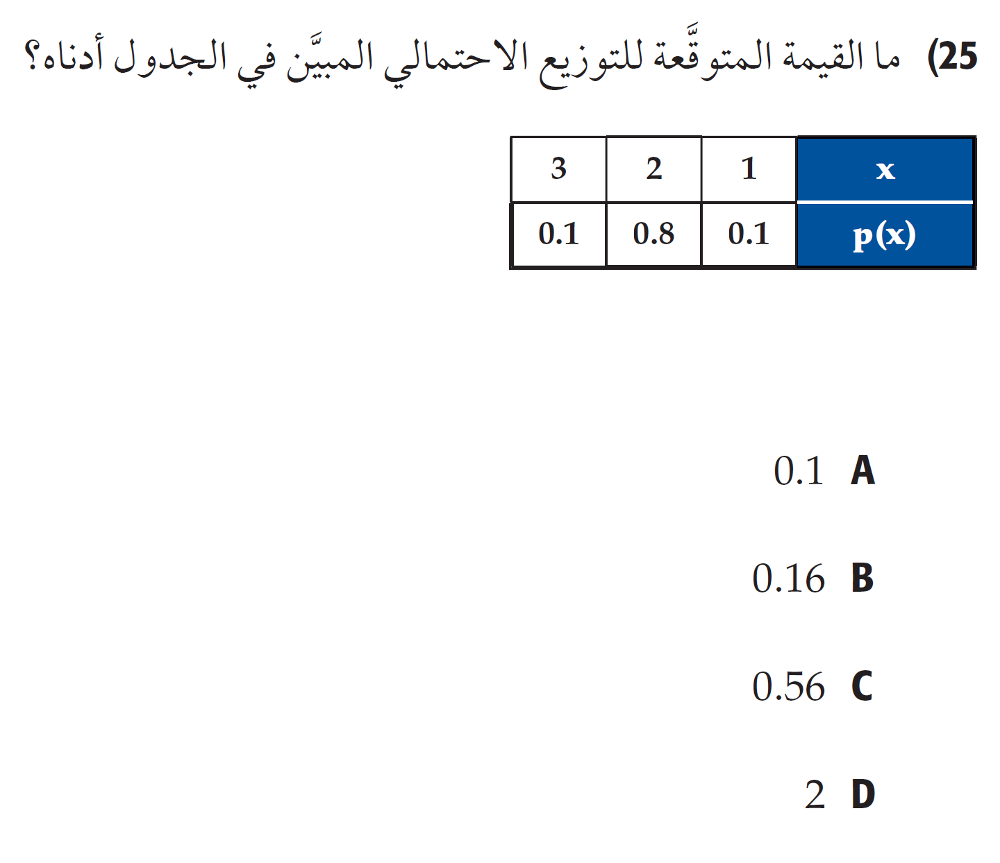 25) ما القيمة المتوقَّعة للتوزيع الاحتمالي المبيَّن في الجدول أدناه؟
x 1 2 3
p(x) 0.1 0.8 0.1
A 0.1
B 0.16
C 0.56
D 2